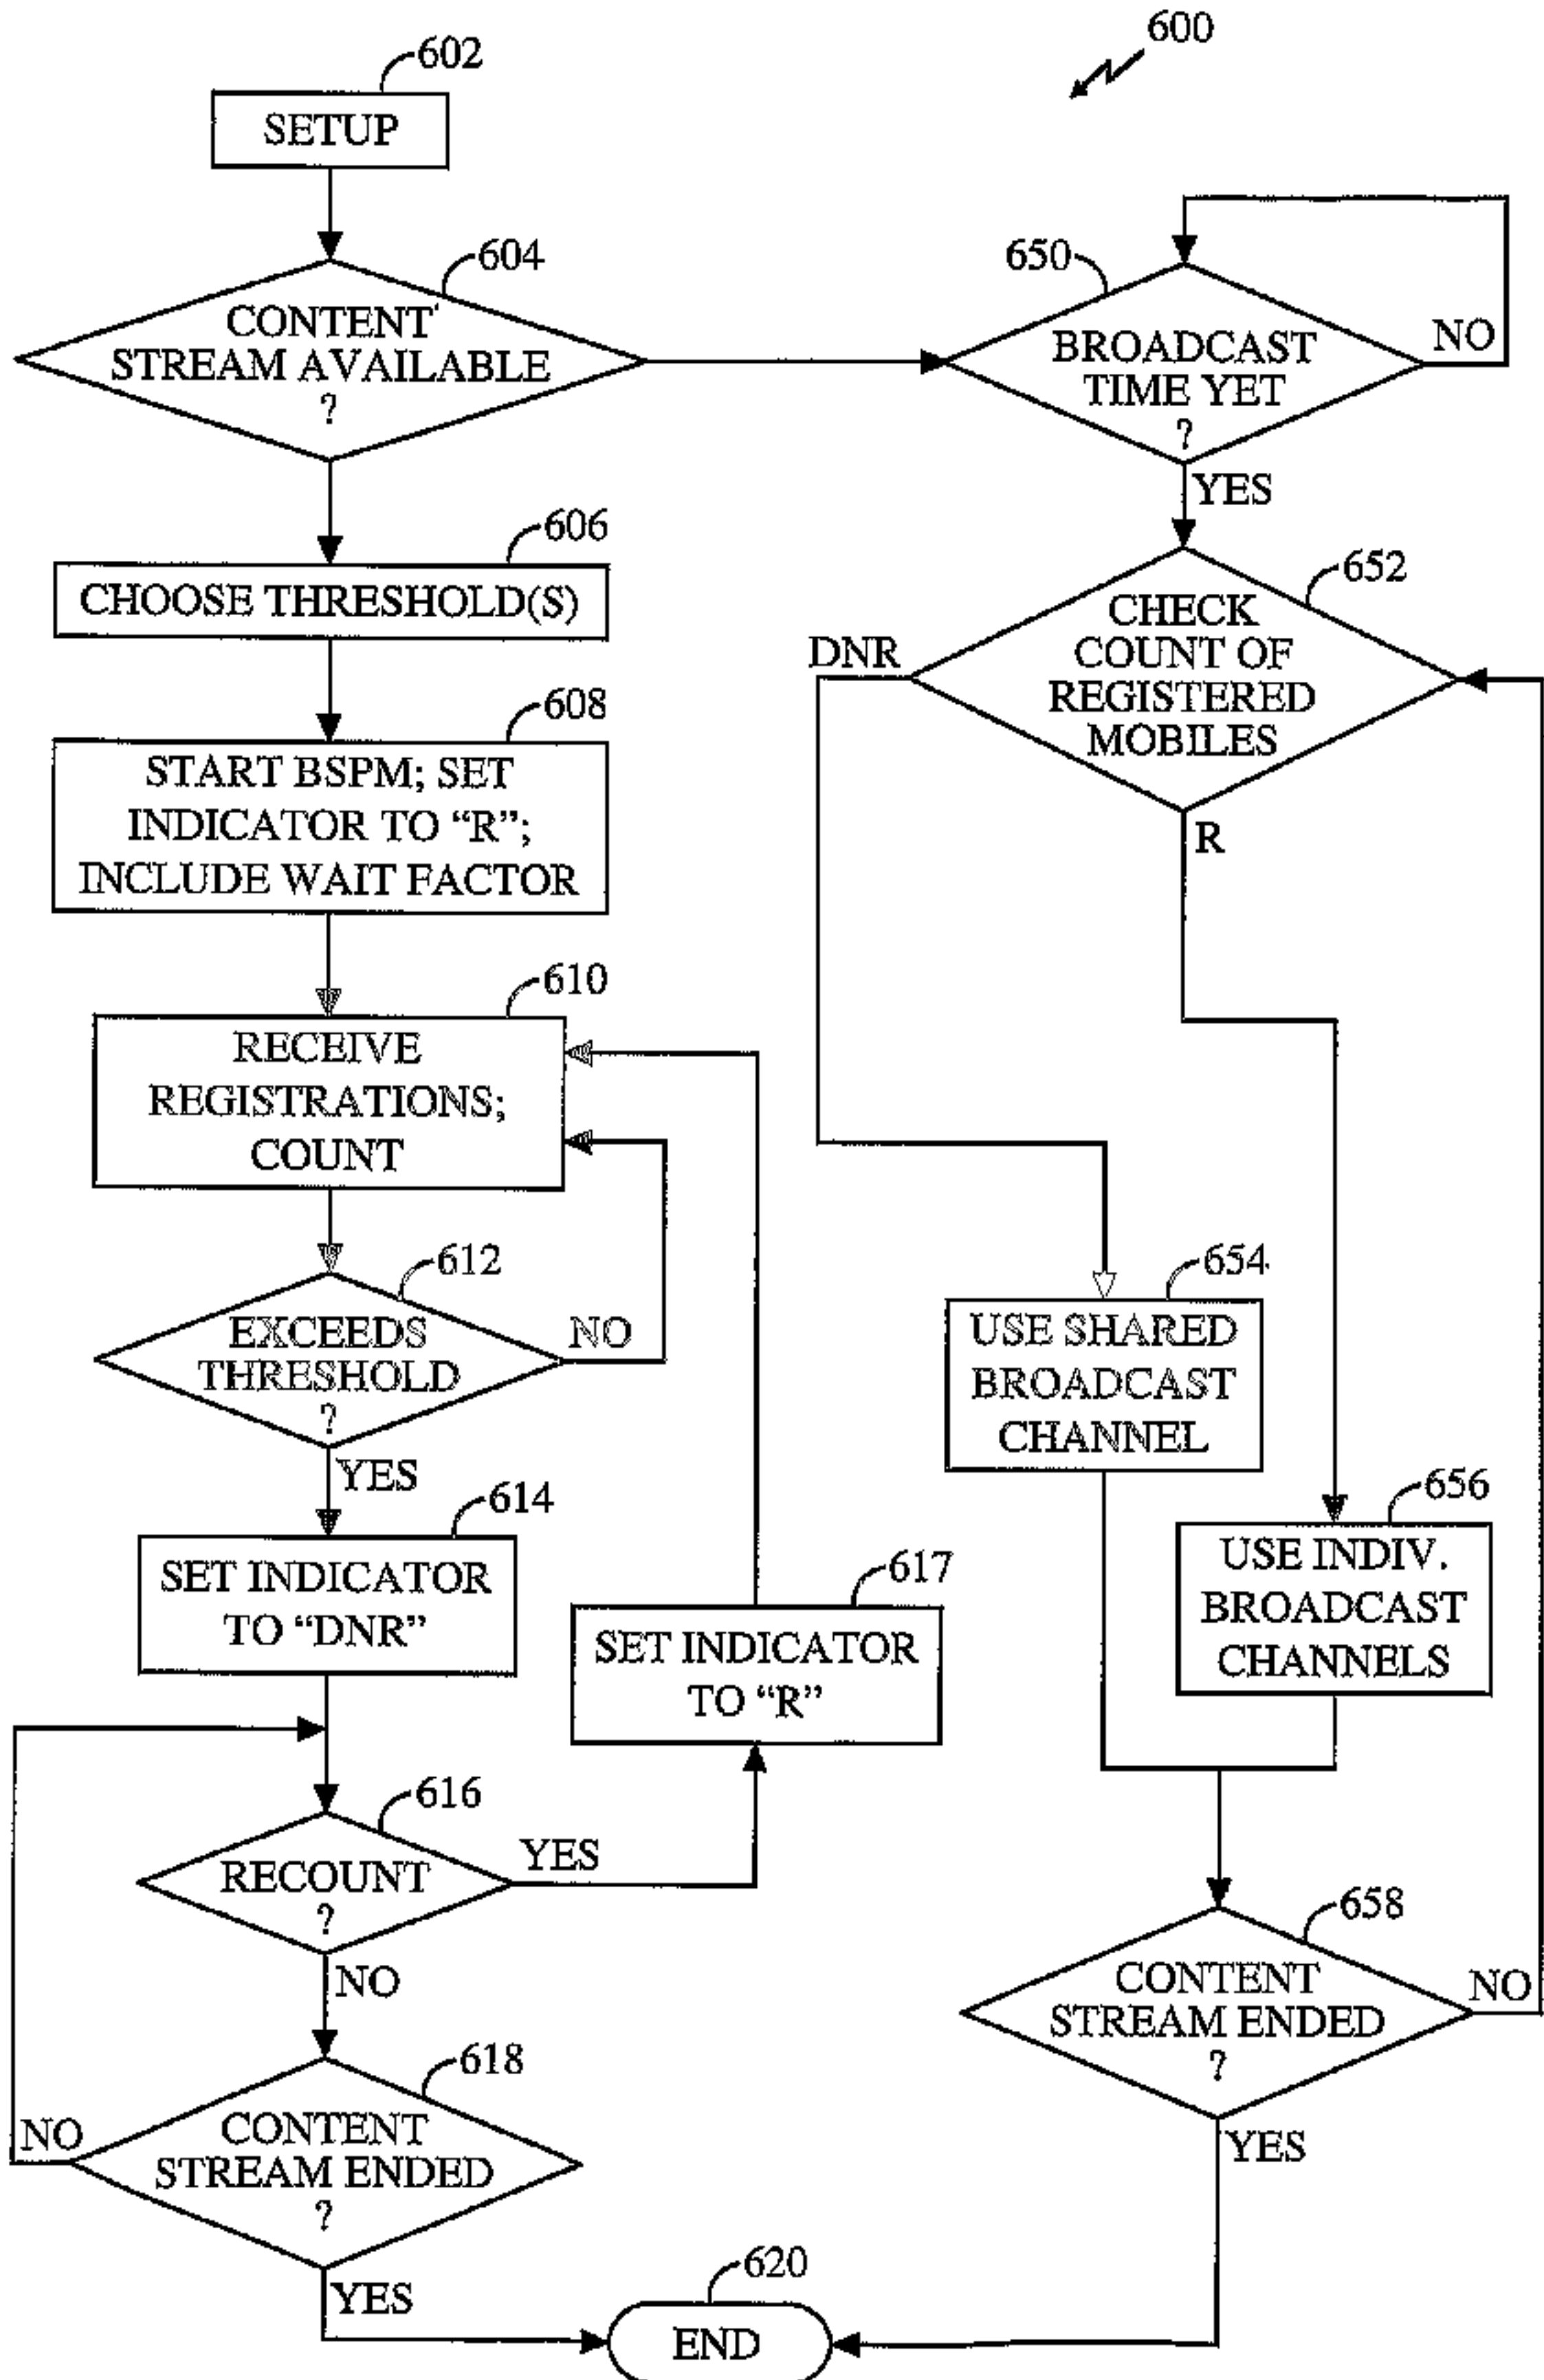 600
602
SETUP
604
CONTENT
STREAM AVAILABLE
?
606
CHOOSE THRESHOLD(S)
608
START BSPM; SET
INDICATOR TO “R”;
INCLUDE WAIT FACTOR
610
RECEIVE
REGISTRATIONS;
COUNT
612
EXCEEDS
THRESHOLD
?
NO
YES
614
SET INDICATOR
TO “DNR”
617
SET INDICATOR
TO “R”
616
RECOUNT
?
YES
NO
618
CONTENT
STREAM ENDED
?
NO
YES
620
END
650
BROADCAST
TIME YET
?
NO
YES
652
CHECK
COUNT OF
REGISTERED
MOBILES
DNR
R
654
USE SHARED
BROADCAST
CHANNEL
656
USE INDIV.
BROADCAST
CHANNELS
658
CONTENT
STREAM ENDED
?
NO
YES